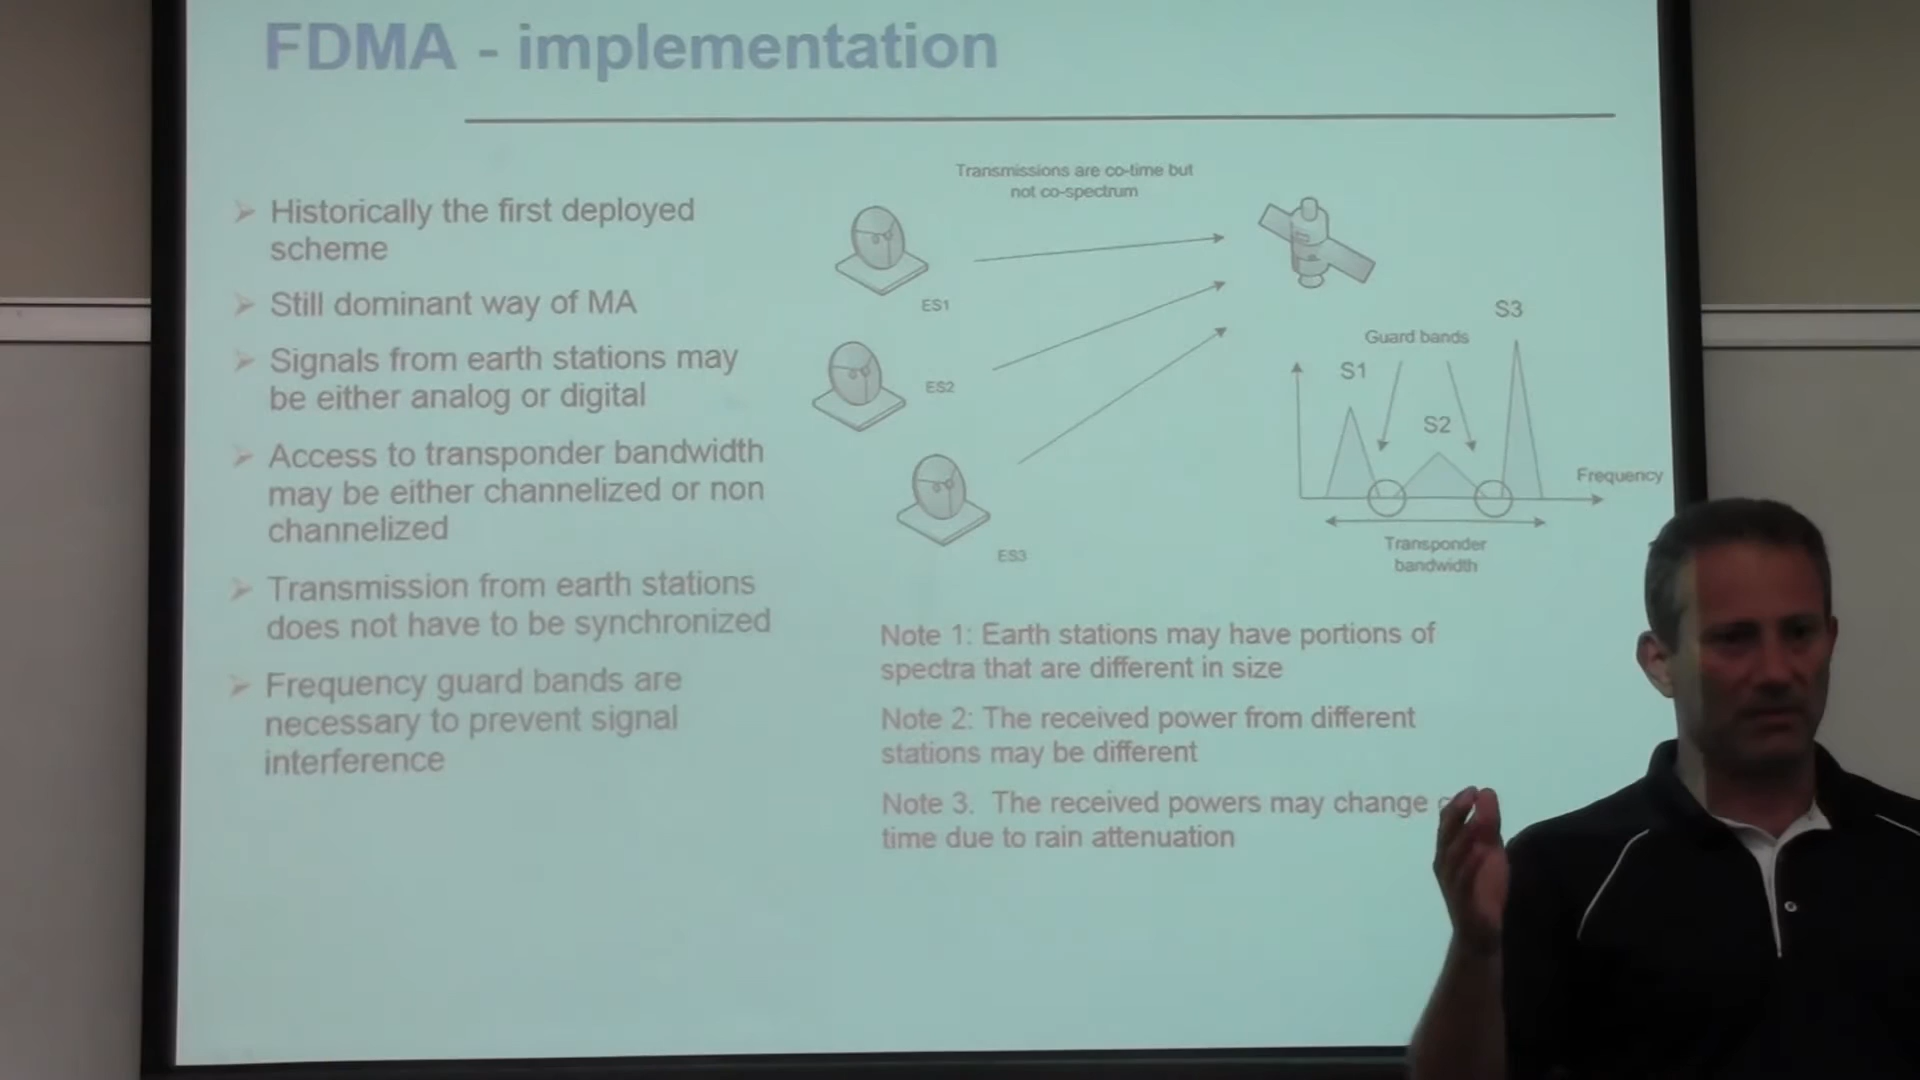 FDMA - implementation
Historically the first deployed
scheme
Still dominant way of MA
Signals from earth stations may
be either analog or digital
Access to transponder bandwidth
may be either channelized or non
channelized
Transmission from earth stations
does not have to be synchronized
Frequency guard bands are
necessary to prevent signal
interference
Transmissions are co-time but
not co-spectrum
ES1
ES2
ES3
S3
Guard bands
S1
S2
Frequency
Transponder
bandwidth
Note 1: Earth stations may have portions of
spectra that are different in size
Note 2: The received power from different
stations may be different
Note 3. The received powers may change
time due to rain attenuation